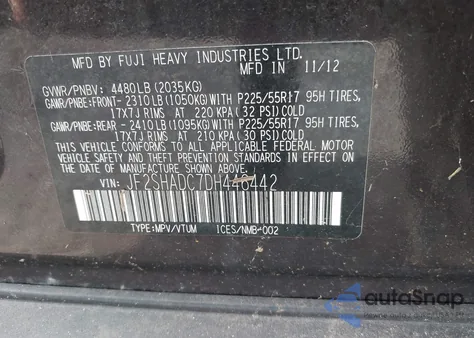 MFD BY FUJI HEAVY INDUSTRIES LTD.
MFD IN 11/12
GVWR/PNBV: 4480LB(2035KG)
GAWR/PNBE:FRONT- 2310LB(1050KG)WITH P225/55R17 95H TIRES,
17X7J RIMS AT 220 KPA(32 PSI)COLD
GAWR/PNBE:REAR - 2410LB(1095KG)WITH P225/55R17 95H TIRES,
17X7J RIMS AT 210 KPA(30 PSI)COLD
THIS VEHICLE CONFORMS TO ALL APPLICABLE FEDERAL MOTOR
VEHICLE SAFETY AND THEFT PREVENTION STANDARDS IN EFFECT
ON THE DATE OF MANUFACTURE SHOWN ABOVE.
VIN: JF2SHADC7DH446442
TYPE:MPV/VTUM ICES/NMB-002
autoSnap